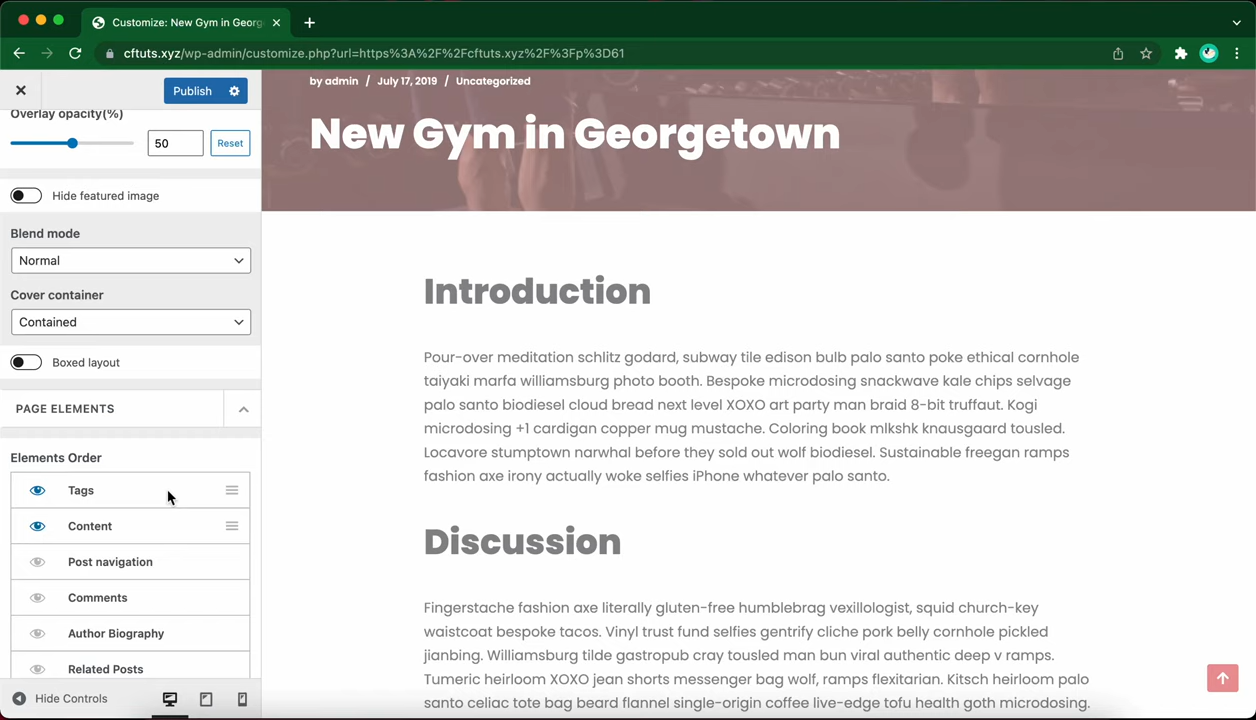 Customize: New Gym in Georg
cftuts.xyz/wp-admin/customize.php?url=https%3A%2F%2Fcftuts.xyz%2F%3Fp%3D61
Publish
Overlay opacity(%)
50
Reset
Hide featured image
Blend mode
Normal
Cover container
Contained
Boxed layout
PAGE ELEMENTS
Elements Order
Tags
Content
Post navigation
Comments
Author Biography
Related Posts
Hide Controls
by admin / July 17, 2019 / Uncategorized
New Gym in Georgetown
Introduction
Pour-over meditation schlitz godard, subway tile edison bulb palo santo poke ethical cornhole
taiyaki marfa williamsburg photo booth. Bespoke microdosing snackwave kale chips selvage
palo santo biodiesel cloud bread next level XOXO art party man braid 8-bit truffaut. Kogi
microdosing +1 cardigan copper mug mustache. Coloring book mlkshk knausgaard tousled.
Locavore stumptown narwhal before they sold out wolf biodiesel. Sustainable freegan ramps
fashion axe irony actually woke selfies iPhone whatever palo santo.
Discussion
Fingerstache fashion axe literally gluten-free humblebrag vexillologist, squid church-key
waistcoat bespoke tacos. Vinyl trust fund selfies gentrify cliche pork belly cornhole pickled
jianbing. Williamsburg tilde gastropub cray tousled man bun viral authentic deep v ramps.
Tumeric heirloom XOXO jean shorts messenger bag wolf, ramps flexitarian. Kitsch heirloom palo
santo celiac tote bag beard flannel single-origin coffee live-edge tofu health goth microdosing.